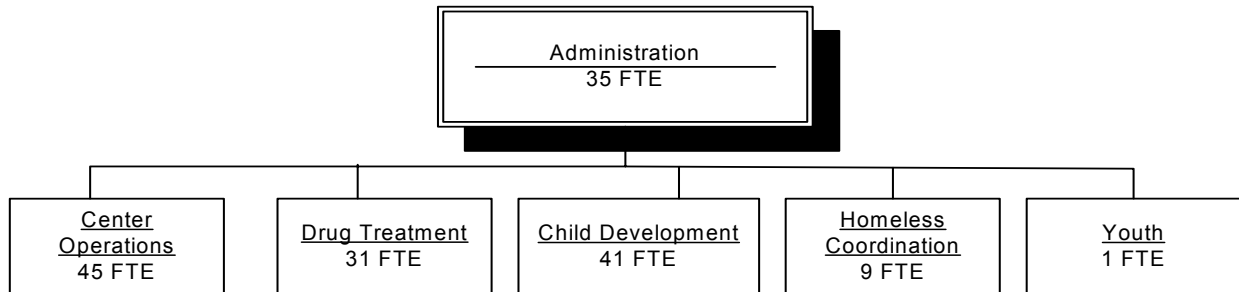 Administration
35 FTE
Center
Operations
45 FTE
Drug Treatment
31 FTE
Child Development
41 FTE
Homeless
Coordination
9 FTE
Youth
1 FTE